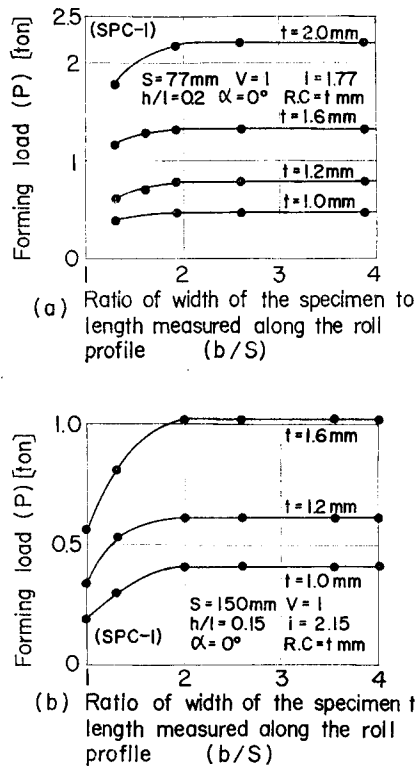 2.5
(SPC-1)
t=2.0mm
2
S=77mm V=1 i=1.77
h/l=0.2 α=0° R.C=t mm
t=1.6mm
1
t=1.2mm
t=1.0mm
0
1 2 3 4
Forming load (P) [ton]
(a) Ratio of width of the specimen to
length measured along the roll
profile (b/S)
1.0
t=1.6mm
t=1.2mm
0.5
t=1.0mm
S=150mm V=1
(SPC-1) h/l=0.15 i=2.15
α=0° R.C=t mm
0
1 2 3 4
Forming load (P) [ton]
(b) Ratio of width of the specimen t
length measured along the roll
profile (b/S)